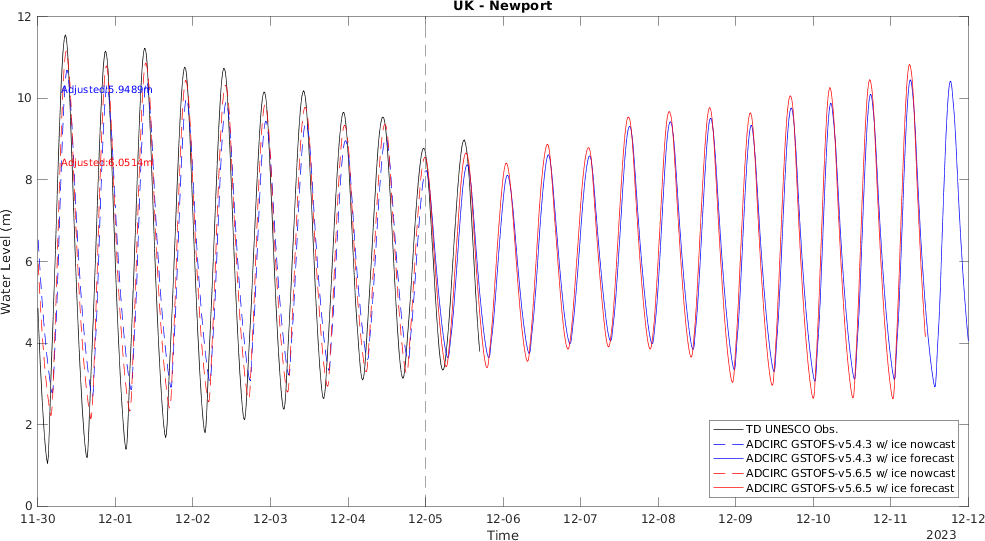 UK - Newport
12
10
8
6
4
2
0
Water Level (m)
Adjusted:5.9489m
Adjusted:6.0514m
TD UNESCO Obs.
ADCIRC GSTOFS-v5.4.3 w/ ice nowcast
ADCIRC GSTOFS-v5.4.3 w/ ice forecast
ADCIRC GSTOFS-v5.6.5 w/ ice nowcast
ADCIRC GSTOFS-v5.6.5 w/ ice forecast
11-30 12-01 12-02 12-03 12-04 12-05 12-06 12-07 12-08 12-09 12-10 12-11 12-12
Time
2023